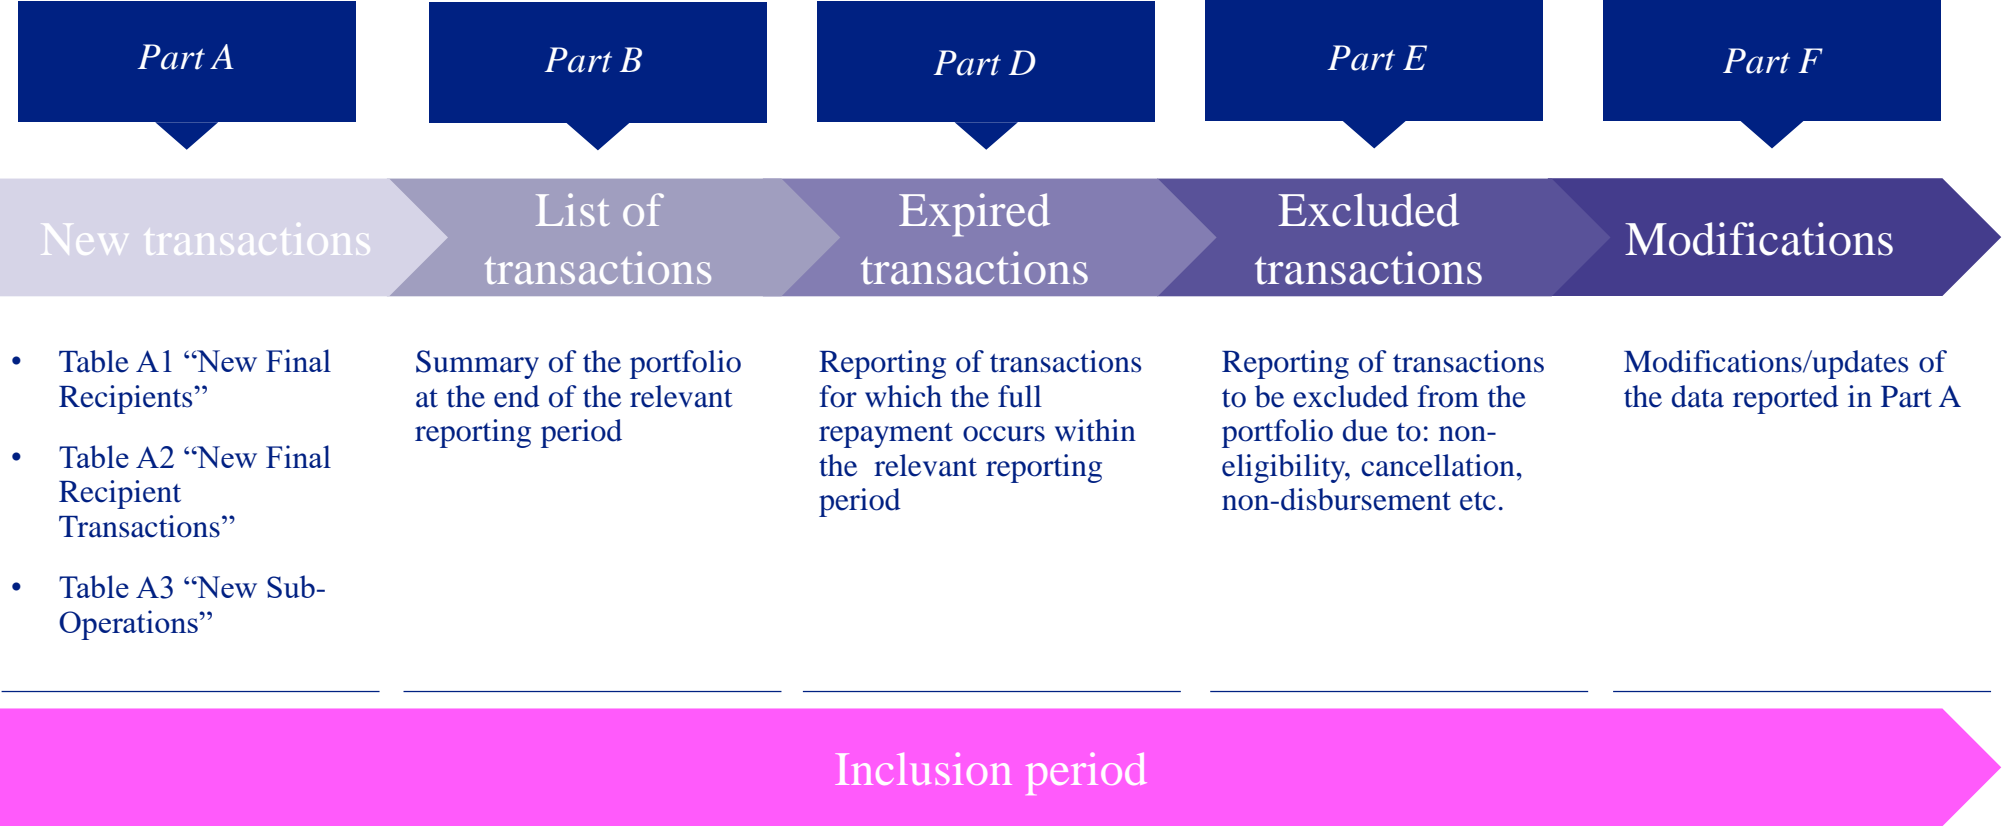 Part A
Part B
Part D
Part E
Part F
New transactions
List of
transactions
Expired
transactions
Excluded
transactions
Modifications
• Table A1 “New Final
Recipients”
• Table A2 “New Final
Recipient
Transactions”
• Table A3 “New Sub-
Operations”
Summary of the portfolio
at the end of the relevant
reporting period
Reporting of transactions
for which the full
repayment occurs within
the  relevant reporting
period
Reporting of transactions
to be excluded from the
portfolio due to: non-
eligibility, cancellation,
non-disbursement etc.
Modifications/updates of
the data reported in Part A
Inclusion period